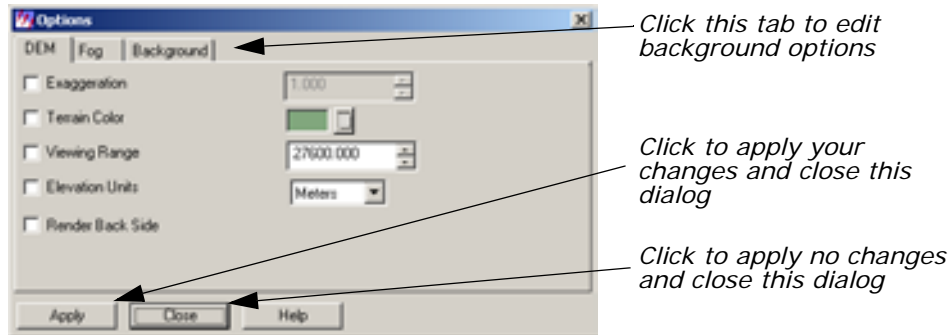 Options
DEM Fog Background
Exaggeration 1.000
Terrain Color
Viewing Range 27600.000
Elevation Units Meters
Render Back Side
Apply Close Help
Click this tab to edit
background options
Click to apply your
changes and close this
dialog
Click to apply no changes
and close this dialog